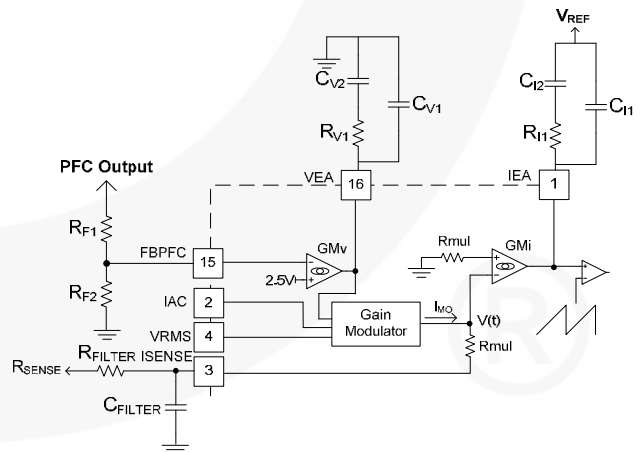 VREF
CV2
CV1
CI2
CI1
RV1
RI1
PFC Output
VEA
16
IEA
1
RF1
RF2
FBPFC
15
GMv
2.5V
Rmul
GMi
IAC
2
VRMS
4
Gain
Modulator
IMO
V(t)
Rmul
RSENSE
RFILTER
ISENSE
3
CFILTER
®